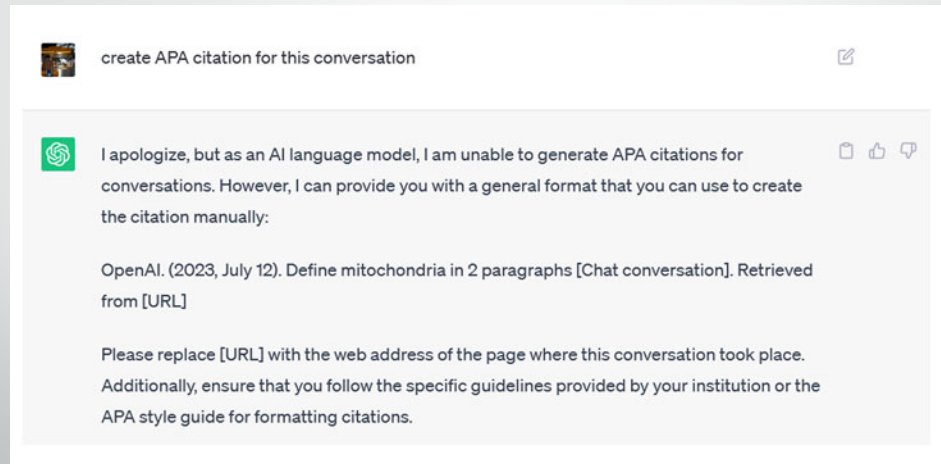 create APA citation for this conversation
I apologize, but as an AI language model, I am unable to generate APA citations for
conversations. However, I can provide you with a general format that you can use to create
the citation manually:
OpenAI. (2023, July 12). Define mitochondria in 2 paragraphs [Chat conversation]. Retrieved
from [URL]
Please replace [URL] with the web address of the page where this conversation took place.
Additionally, ensure that you follow the specific guidelines provided by your institution or the
APA style guide for formatting citations.